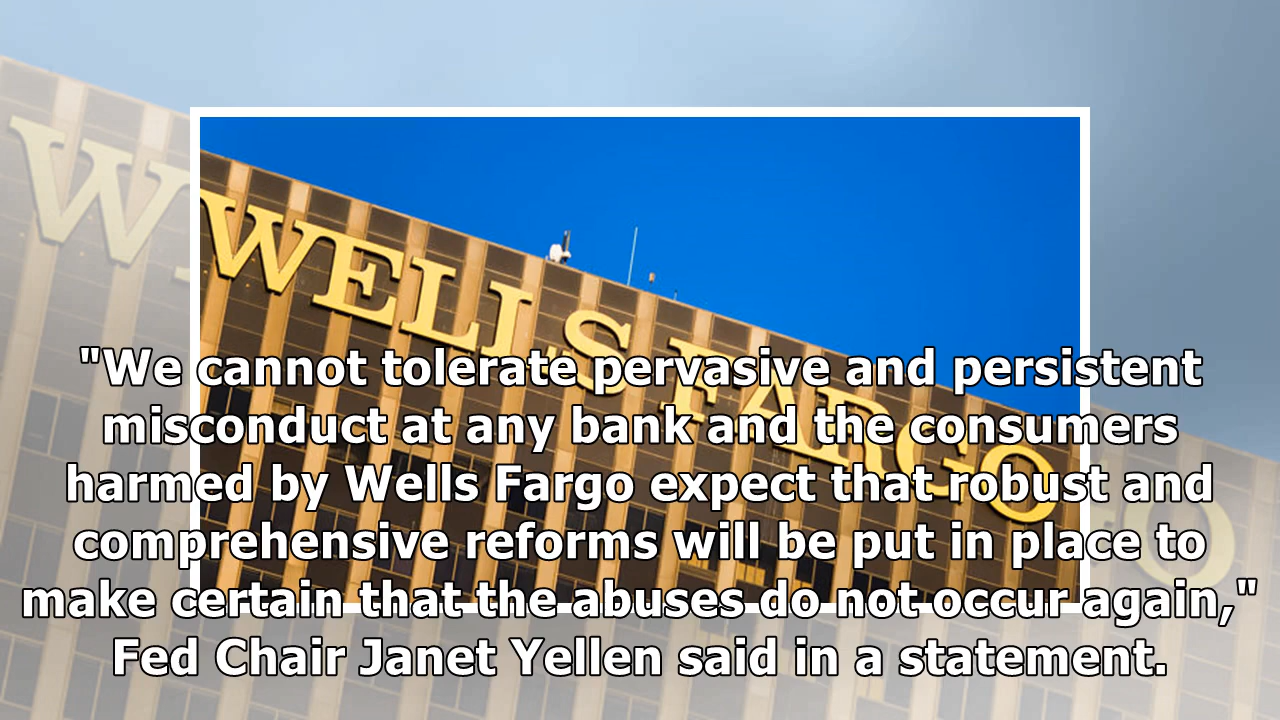 WELLS FARGO
"We cannot tolerate pervasive and persistent
misconduct at any bank and the consumers
harmed by Wells Fargo expect that robust and
comprehensive reforms will be put in place to
make certain that the abuses do not occur again,"
Fed Chair Janet Yellen said in a statement.